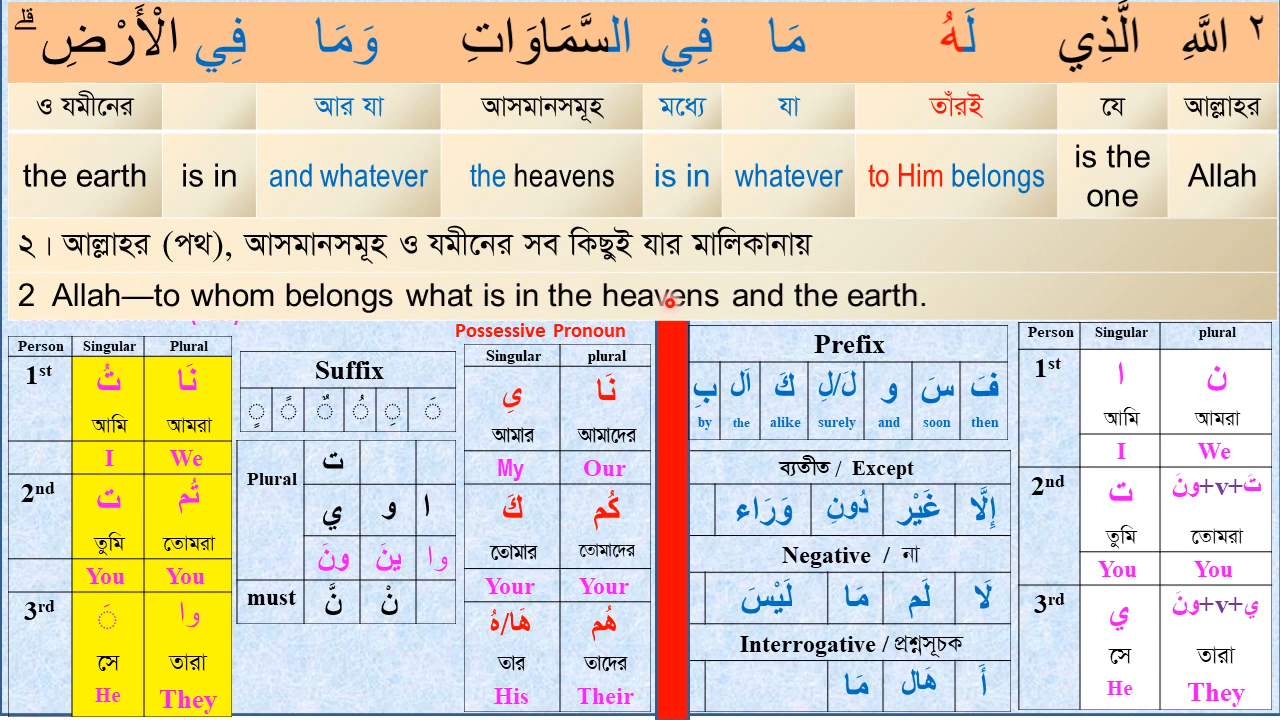 ٢ اللَّهِ الَّذِي لَهُ مَا فِي السَّمَاوَاتِ وَمَا فِي الْأَرْضِ ۗ
আল্লাহর যে তাঁরই যা মধ্যে আসমানসমূহ আর যা ও যমীনের
the earth is in and whatever the heavens is in whatever to Him belongs is the one Allah
২। আল্লাহর (পথ), আসমানসমূহ ও যমীনের সব কিছুই যার মালিকানায়
2 Allah—to whom belongs what is in the heavens and the earth.
Person Singular Plural
1st تُ نَا
আমি আমরা
I We
2nd ت تُم
তুমি তোমরা
You You
3rd َ وا
সে তারা
He They
Suffix
ٍ ً ٌ ُ ِ َ
Plural ت
ي و ا
ونَ ينَ وا
must نَّ نْ
Possessive Pronoun
Singular plural
يِ نَا
আমার আমাদের
My Our
كَ كُم
তোমার তোমাদের
Your Your
هَا/هُ هُم
তার তাদের
His Their
Prefix
بِ اَل كَ لَ/لِ و سَ فَ
by the alike surely and soon then
ব্যতীত / Except
وَرَاء دُونِ غَيْر إِلَّا
Negative / না
لَيْسَ مَا لَم لَا
Interrogative / প্রশ্নসূচক
مَا هَال أَ
Person Singular plural
1st ا ن
আমি আমরা
I We
2nd ت تَ+v+ونَ
তুমি তোমরা
You You
3rd ي ي+v+ونَ
সে তারা
He They